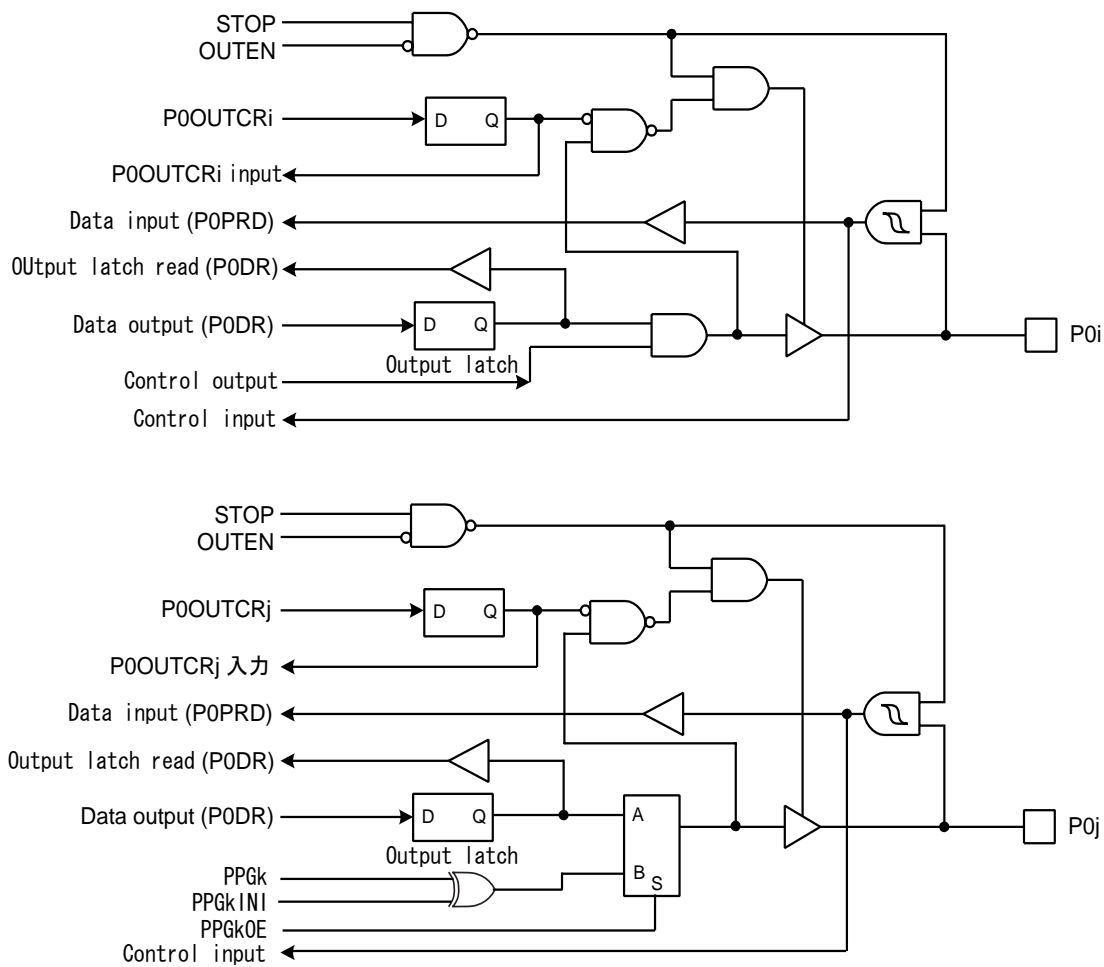 STOP
OUTEN
P0OUTCRi
D Q
P0OUTCRi input
Data input (P0PRD)
OUtput latch read (P0DR)
Data output (P0DR)
D Q
Output latch
Control output
Control input
P0i
STOP
OUTEN
P0OUTCRj
D Q
P0OUTCRj 入力
Data input (P0PRD)
Output latch read (P0DR)
Data output (P0DR)
D Q
Output latch
A
B
S
PPGk
PPGkINI
PPGkOE
Control input
P0j